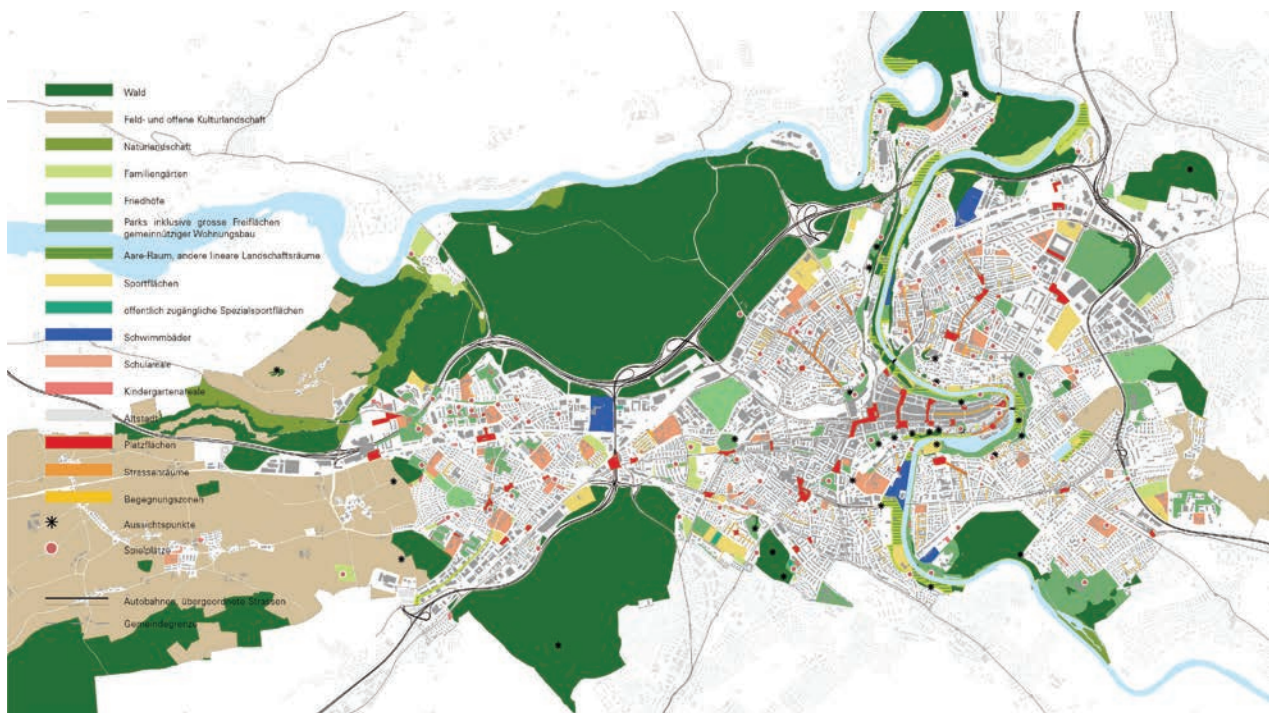 Wald
Feld- und offene Kulturlandschaft
Naturlandschaft
Familiengärten
Friedhöfe
Parks inklusive grosse Freiflächen
gemeinnütziger Wohnungsbau
Aare-Raum, andere lineare Landschaftsräume
Sportflächen
öffentlich zugängliche Spezialsportflächen
Schwimmbäder
Schulareale
Kindergartenareale
Altstadt
Platzflächen
Strassenräume
Begegnungszonen
Aussichtspunkte
Spielplätze
Autobahnen, übergeordnete Strassen
Gemeindegrenze